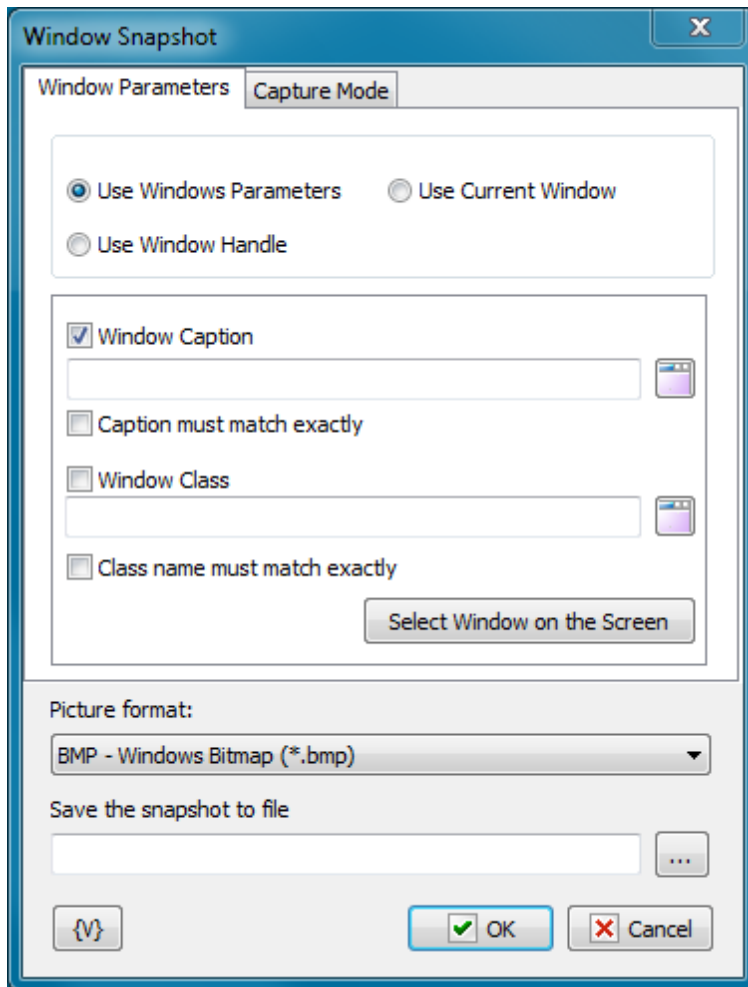 Window Snapshot
Window Parameters Capture Mode
Use Windows Parameters Use Current Window
Use Window Handle
Window Caption
Caption must match exactly
Window Class
Class name must match exactly
Select Window on the Screen
Picture format:
BMP - Windows Bitmap (*.bmp)
Save the snapshot to file
...
{V} OK Cancel